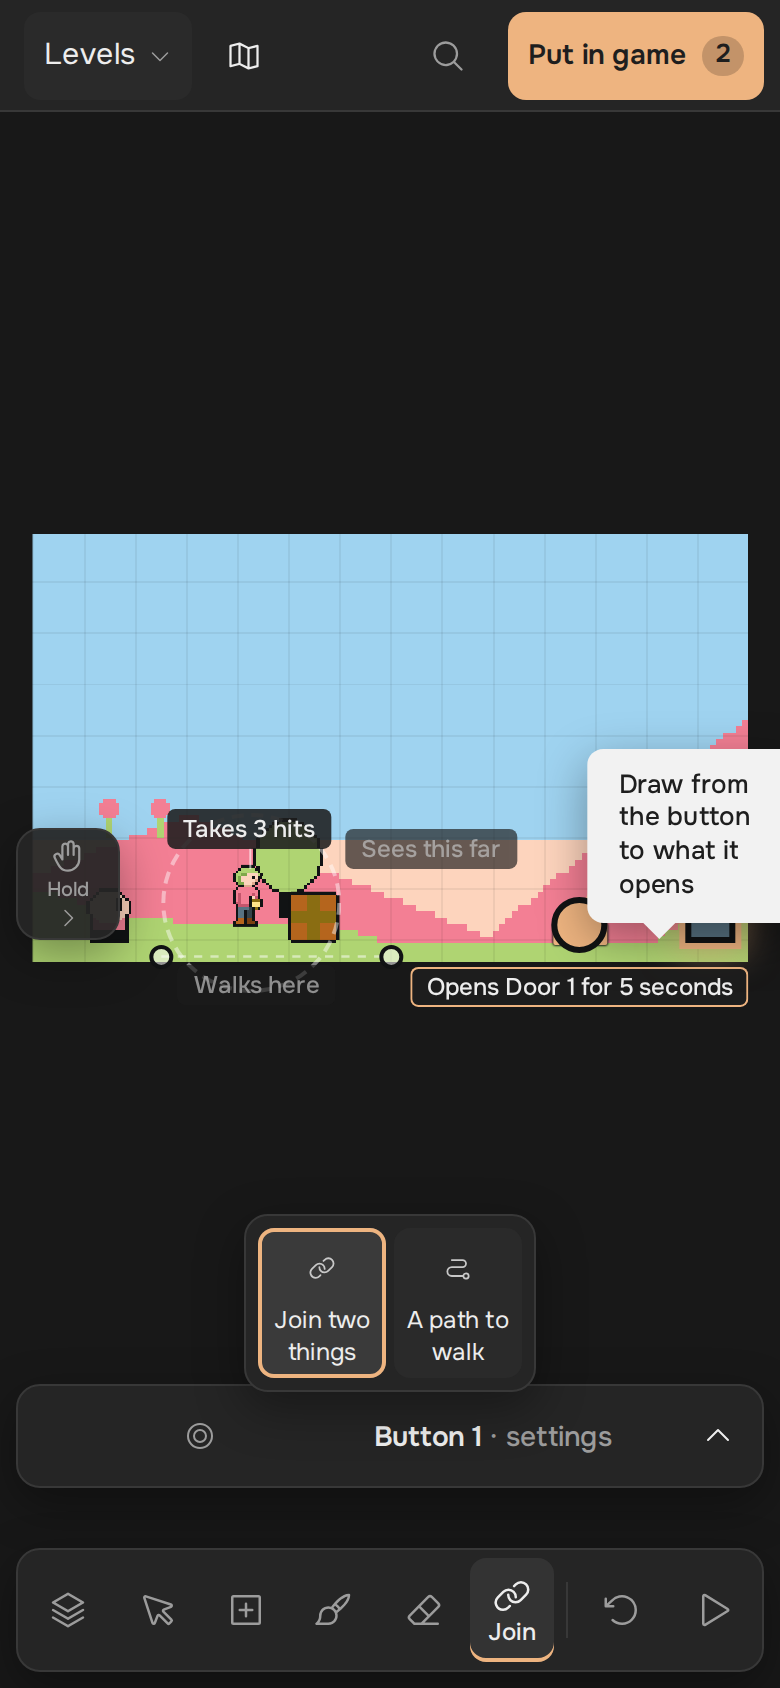 Levels
Put in game 2
Draw from
the button
to what it
opens
Takes 3 hits
Sees this far
Hold
Walks here
Opens Door 1 for 5 seconds
Join two
things
A path to
walk
Button 1 · settings
Join